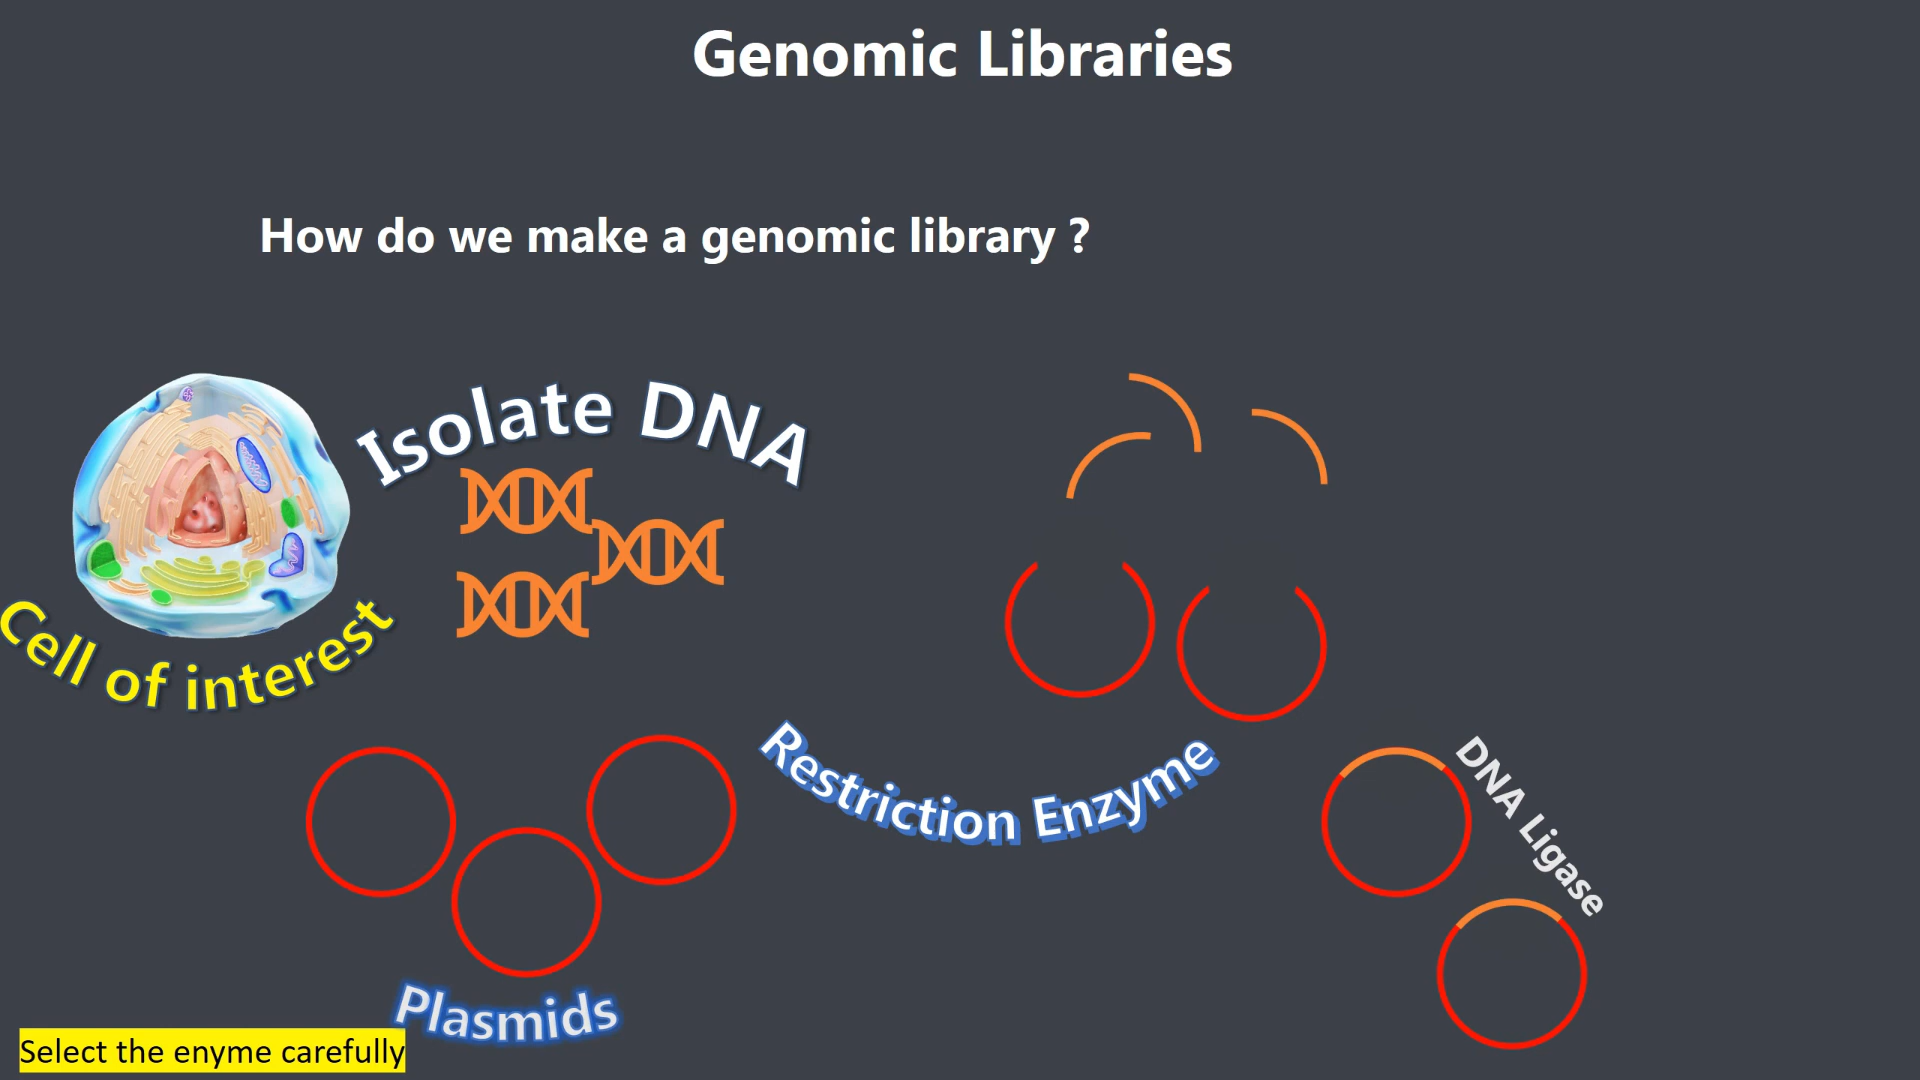 Genomic Libraries
How do we make a genomic library ?
Isolate DNA
Cell of interest
Restriction Enzyme
DNA Ligase
Plasmids
Select the enyme carefully